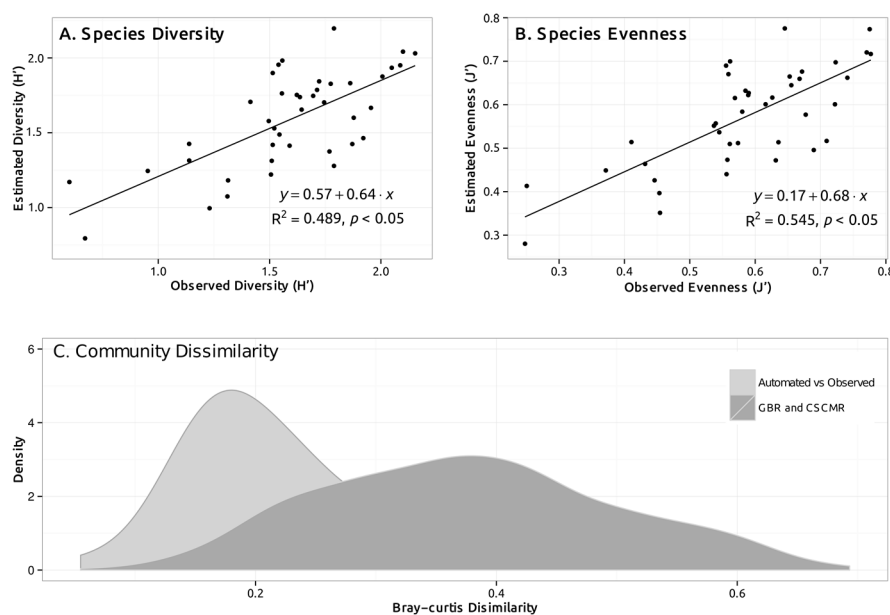 A. Species Diversity
Estimated Diversity (H′)
2.0
1.5
1.0
y = 0.57 + 0.64 · x
R² = 0.489, p < 0.05
1.0 1.5 2.0
Observed Diversity (H′)
B. Species Evenness
Estimated Evenness (J′)
0.8
0.7
0.6
0.5
0.4
0.3
y = 0.17 + 0.68 · x
R² = 0.545, p < 0.05
0.3 0.4 0.5 0.6 0.7 0.8
Observed Evenness (J′)
C. Community Dissimilarity
Density
6
4
2
0
Automated vs Observed
GBR and CSCMR
0.2 0.4 0.6
Bray−curtis Disimilarity